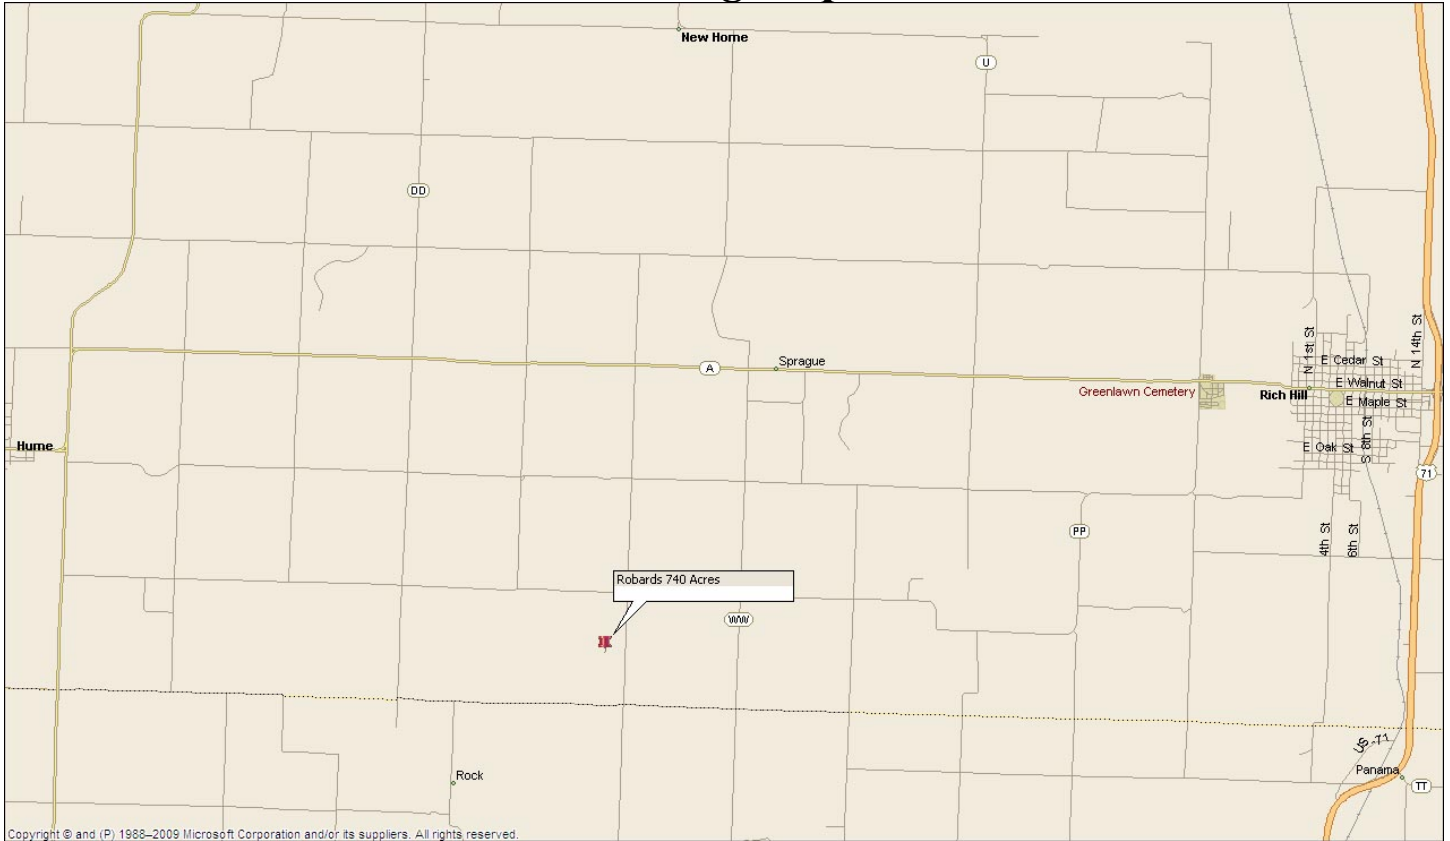 New Home
U
DD
N 1st St
N 14th St
E Cedar St
Sprague
A
E Walnut St
Greenlawn Cemetery
Rich Hill
E Maple St
Hume
E Oak St
S 8th St
71
PP
4th St
6th St
Robards 740 Acres
WW
US-71
Rock
Panama
TT
Copyright © and (P) 1988–2009 Microsoft Corporation and/or its suppliers. All rights reserved.